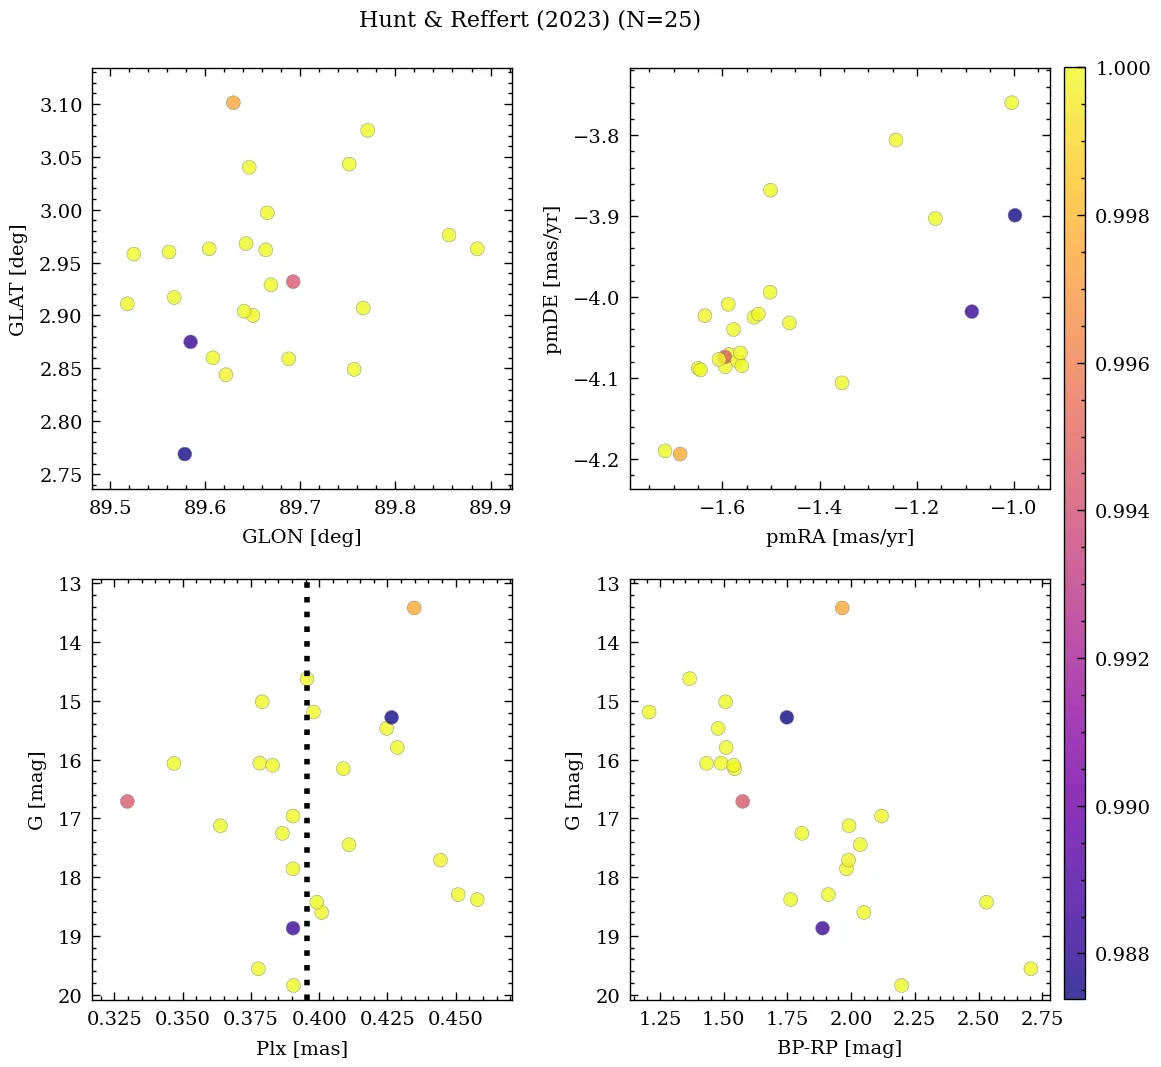 Hunt & Reffert (2023) (N=25)
3.10
3.05
3.00
2.95
2.90
2.85
2.80
2.75
GLAT [deg]
89.5 89.6 89.7 89.8 89.9
GLON [deg]
−3.8
−3.9
−4.0
−4.1
−4.2
pmDE [mas/yr]
−1.6 −1.4 −1.2 −1.0
pmRA [mas/yr]
1.000
0.998
0.996
0.994
0.992
0.990
0.988
13
14
15
16
17
18
19
20
G [mag]
0.325 0.350 0.375 0.400 0.425 0.450
Plx [mas]
13
14
15
16
17
18
19
20
G [mag]
1.25 1.50 1.75 2.00 2.25 2.50 2.75
BP-RP [mag]